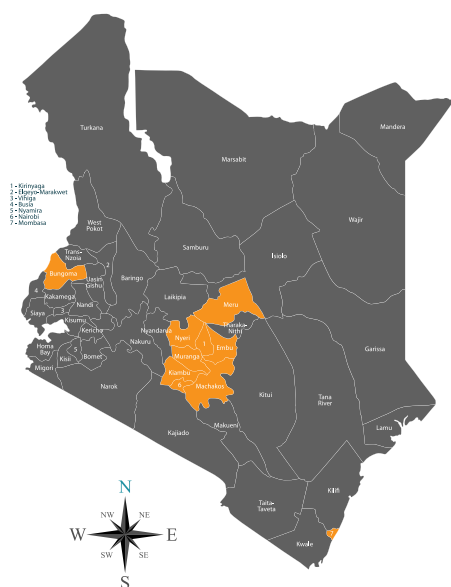 Turkana
Mandera
Marsabit
1 - Kirinyaga
2 - Elgeyo-Marakwet
3 - Vihiga
4 - Busia
5 - Nyamira
6 - Nairobi
7 - Mombasa
Wajir
West
Pokot
Samburu
Isiolo
Trans-
Nzoia
2
Bungoma
Baringo
Uasin
Gishu
4
Kakamega
Laikipia
Meru
Nandi
Siaya
3
Kisumu
Nyandarua
Tharaka-
Nithi
Kericho
Nyeri
1
Nakuru
Embu
Garissa
Homa
Bay
5
Kisii
Bomet
Muranga
Migori
Kiambu
6
Machakos
Narok
Kitui
Tana
River
Makueni
Lamu
Kajiado
Kilifi
Taita-
Taveta
7
Kwale
N
NW
NE
W
E
SW
SE
S